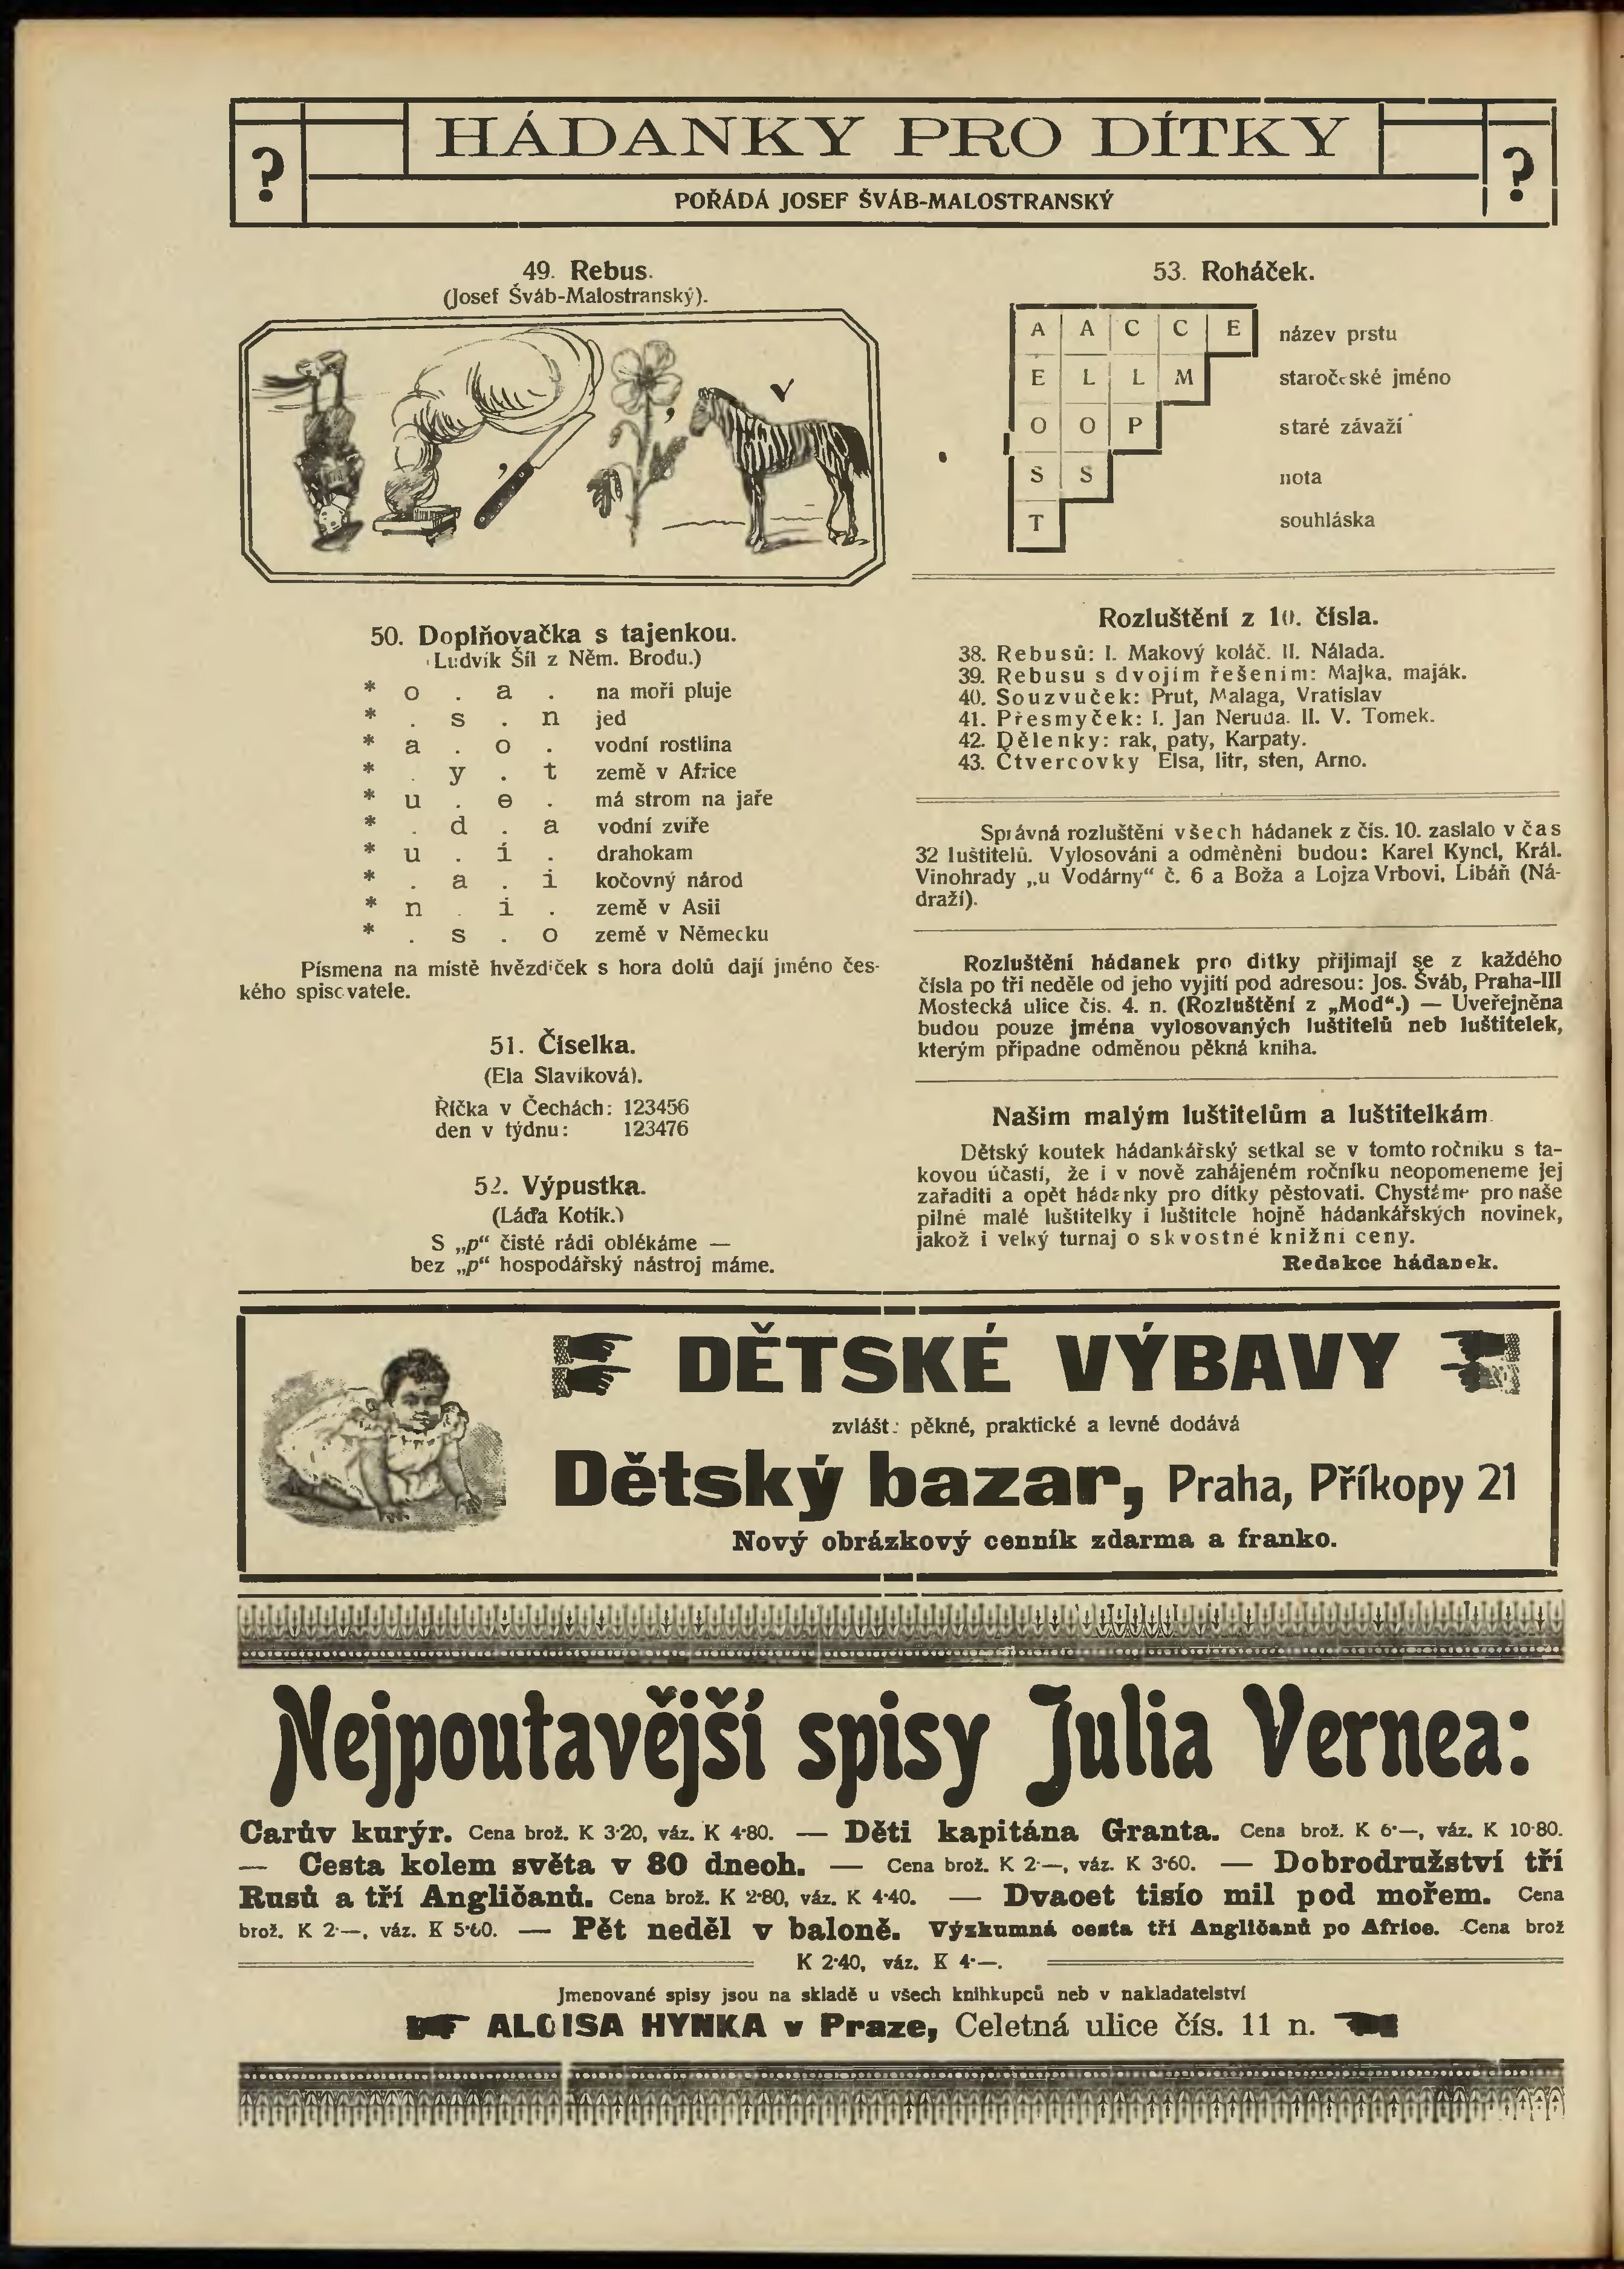 ?
HÁDANKY PRO DÍTKY
POŘÁDÁ JOSEF ŠVÁB-MALOSTRANSKÝ
?
49. Rebus.
(Josef Šváb-Malostranský).
50. Doplňovačka s tajenkou.
Ludvík Šíl z Něm. Brodu.)
* o . a . na moři pluje
* . s . n jed
* a . o . vodní rostlina
* . y . t země v Africe
* u . e . má strom na jaře
* . d . a vodní zvíře
* u . i . drahokam
* . a . i kočovný národ
* n . i . země v Asii
* . s . o země v Německu
Písmena na místě hvězdiček s hora dolů dají jméno čes-
kého spisovatele.
51. Číselka.
(Ela Slavíková).
Říčka v Čechách: 123456
den v týdnu: 123476
52. Výpustka.
(Láďa Kotík.)
S „p“ čisté rádi oblékáme —
bez „p“ hospodářský nástroj máme.
53. Roháček.
A A C C E název prstu
E L L M staročeské jméno
O O P staré závaží
S S nota
T souhláska
Rozluštění z 10. čísla.
38. Rebusů: I. Makový koláč. II. Nálada.
39. Rebusu s dvojím řešením: Majka, maják.
40. Souzvuček: Prut, Malaga, Vratislav
41. Přesmyček: I. Jan Neruda. II. V. Tomek.
42. Dělenky: rak, paty, Karpaty.
43. Čtvercovky Elsa, litr, sten, Arno.
Správná rozluštění všech hádanek z čís. 10. zaslalo v čas
32 luštitelů. Vylosováni a odměněni budou: Karel Kyncl, Král.
Vinohrady „u Vodárny“ č. 6 a Boža a Lojza Vrbovi, Libáň (Ná-
draží).
Rozluštění hádanek pro dítky přijímají se z každého
čísla po tři neděle od jeho vyjití pod adresou: Jos. Šváb, Praha-III
Mostecká ulice čís. 4. n. (Rozluštění z „Mod“.) — Uveřejněna
budou pouze jména vylosovaných luštitelů neb luštitelek,
kterým připadne odměnou pěkná kniha.
Našim malým luštitelům a luštitelkám
Dětský koutek hádankářský setkal se v tomto ročníku s ta-
kovou účastí, že i v nově zahájeném ročníku neopomeneme jej
zařaditi a opět hádanky pro dítky pěstovati. Chystáme pro naše
pilné malé luštitelky i luštitele hojně hádankářských novinek,
jakož i velký turnaj o skvostné knižní ceny.
Redakce hádanek.
DĚTSKÉ VÝBAVY
zvlášt: pěkné, praktické a levné dodává
Dětský bazar, Praha, Příkopy 21
Nový obrázkový cenník zdarma a franko.
Nejpoutavější spisy Julia Vernea:
Carův kurýr. Cena brož. K 3·20, váz. K 4·80. — Děti kapitána Granta. Cena brož. K 6·—, váz. K 10·80.
— Cesta kolem světa v 80 dnech. — Cena brož. K 2·—, váz. K 3·60. — Dobrodružství tří
Rusů a tří Angličanů. Cena brož. K 2·80, váz. K 4·40. — Dvacet tisíc mil pod mořem. Cena
brož. K 2·—, váz. K 5·60. — Pět neděl v baloně. Výzkumná cesta tří Angličanů po Africe. Cena brož
K 2·40, váz. K 4·—.
Jmenované spisy jsou na skladě u všech knihkupců neb v nakladatelství
ALOISA HYNKA v Praze, Celetná ulice čís. 11 n.